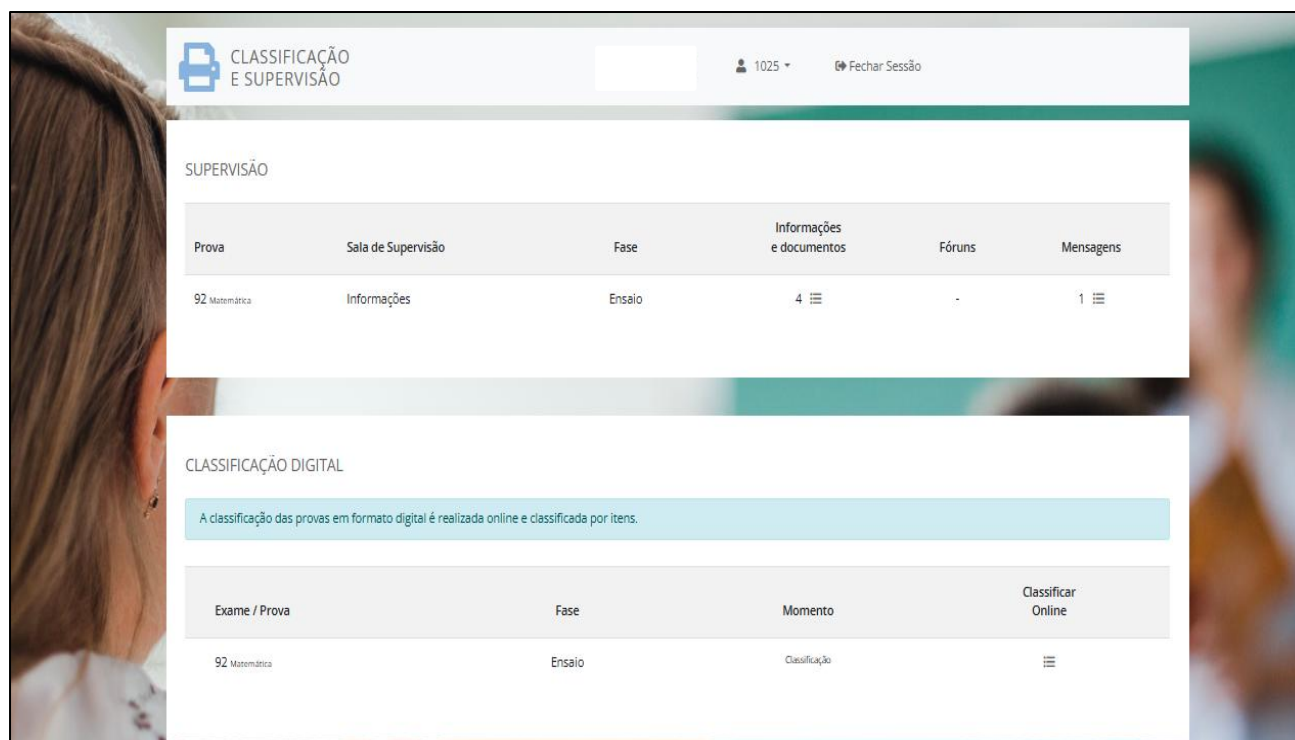 CLASSIFICAÇÃO
E SUPERVISÃO
1025
Fechar Sessão
SUPERVISÃO
Prova
Sala de Supervisão
Fase
Informações
e documentos
Fóruns
Mensagens
92 Matemática
Informações
Ensaio
4
-
1
CLASSIFICAÇÃO DIGITAL
A classificação das provas em formato digital é realizada online e classificada por itens.
Exame / Prova
Fase
Momento
Classificar
Online
92 Matemática
Ensaio
Classificação